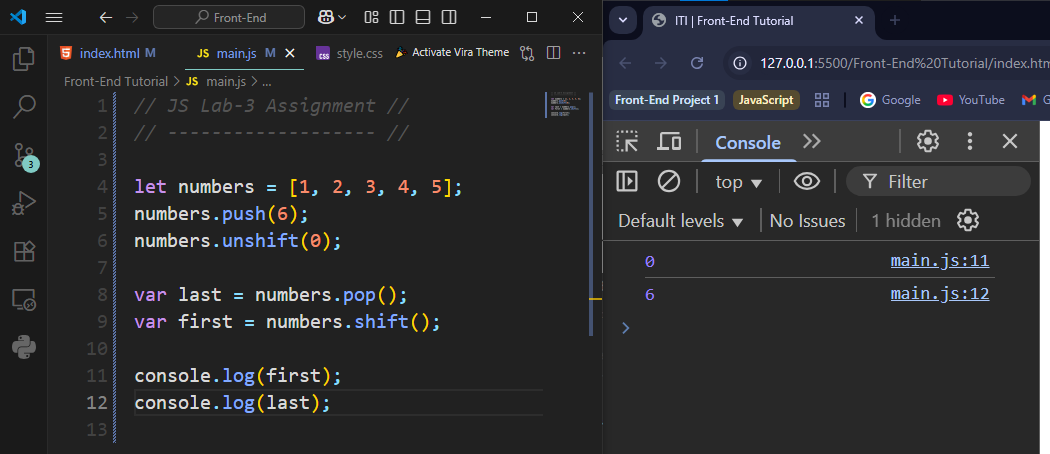 Front-End
index.html M
JS main.js M
CSS style.css
Activate Vira Theme
Front-End Tutorial > JS main.js > ...
3
1 // JS Lab-3 Assignment //
2 // ------------------- //
3
4 let numbers = [1, 2, 3, 4, 5];
5 numbers.push(6);
6 numbers.unshift(0);
7
8 var last = numbers.pop();
9 var first = numbers.shift();
10
11 console.log(first);
12 console.log(last);
13
ITI | Front-End Tutorial
127.0.0.1:5500/Front-End%20Tutorial/index.htm
Front-End Project 1
JavaScript
Google
YouTube
G
Console
top
Filter
Default levels
No Issues
1 hidden
0 main.js:11
6 main.js:12